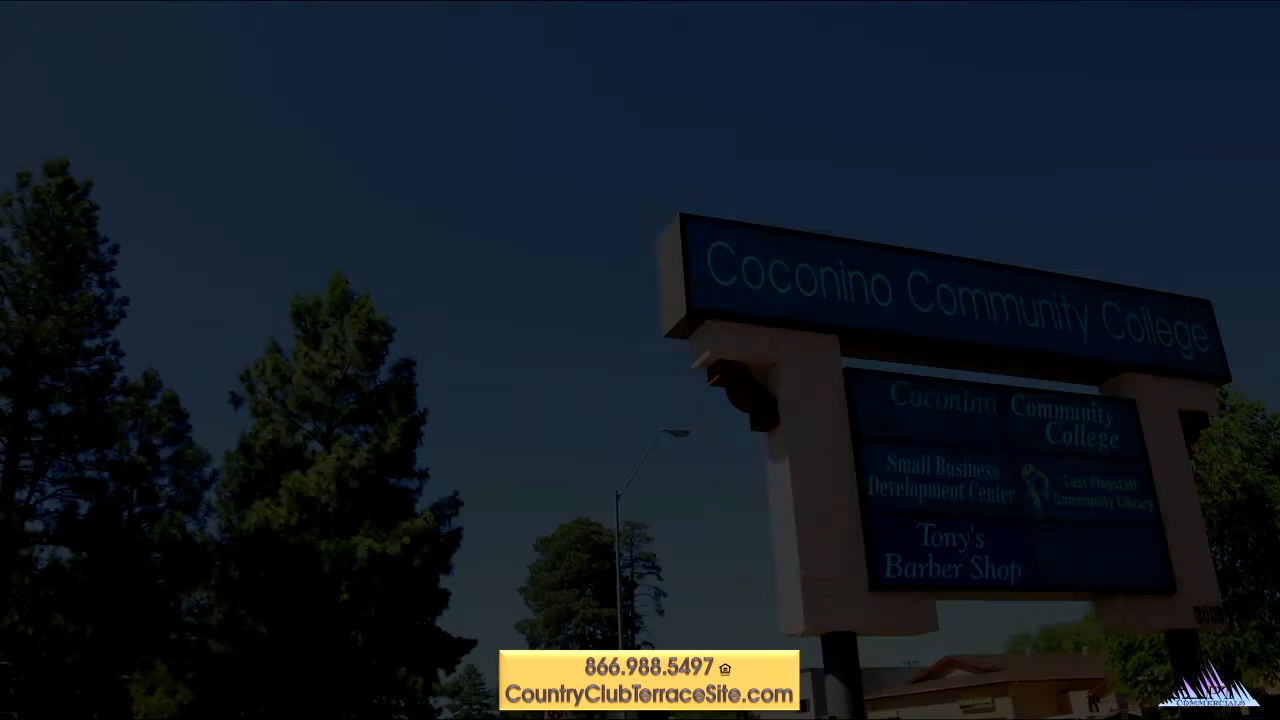 Coconino Community College
Coconino Community
College
Small Business
Development Center
East Flagstaff
Community Library
Tony's
Barber Shop
866.988.5497
CountryClubTerraceSite.com
COMMERCIALS